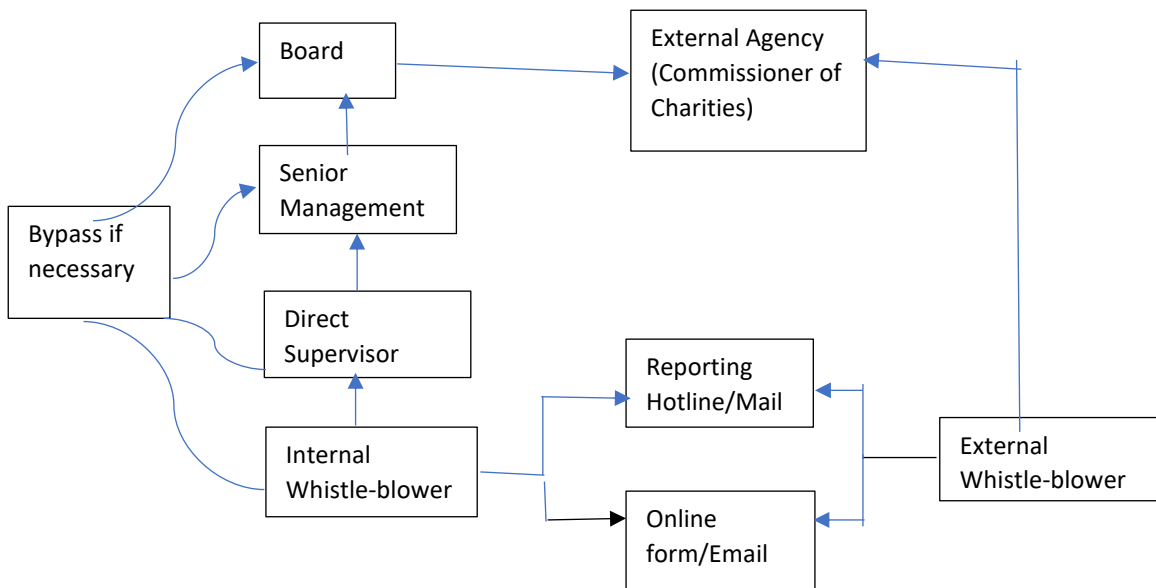 Board
External Agency
(Commissioner of
Charities)
Senior
Management
Bypass if
necessary
Direct
Supervisor
Reporting
Hotline/Mail
Internal
Whistle-blower
External
Whistle-blower
Online
form/Email